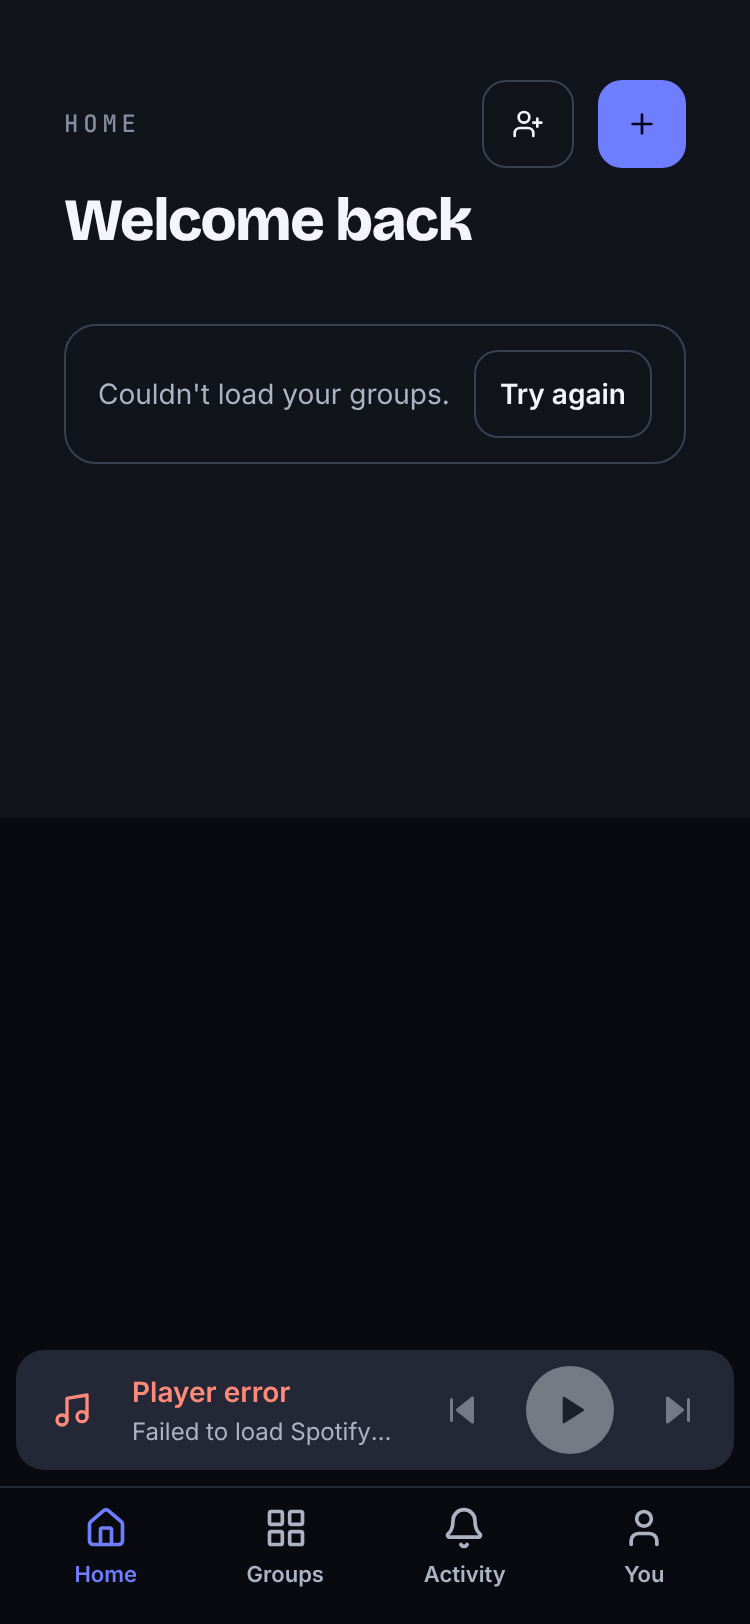 HOME
Welcome back
Couldn't load your groups.
Try again
Player error
Failed to load Spotify...
Home
Groups
Activity
You